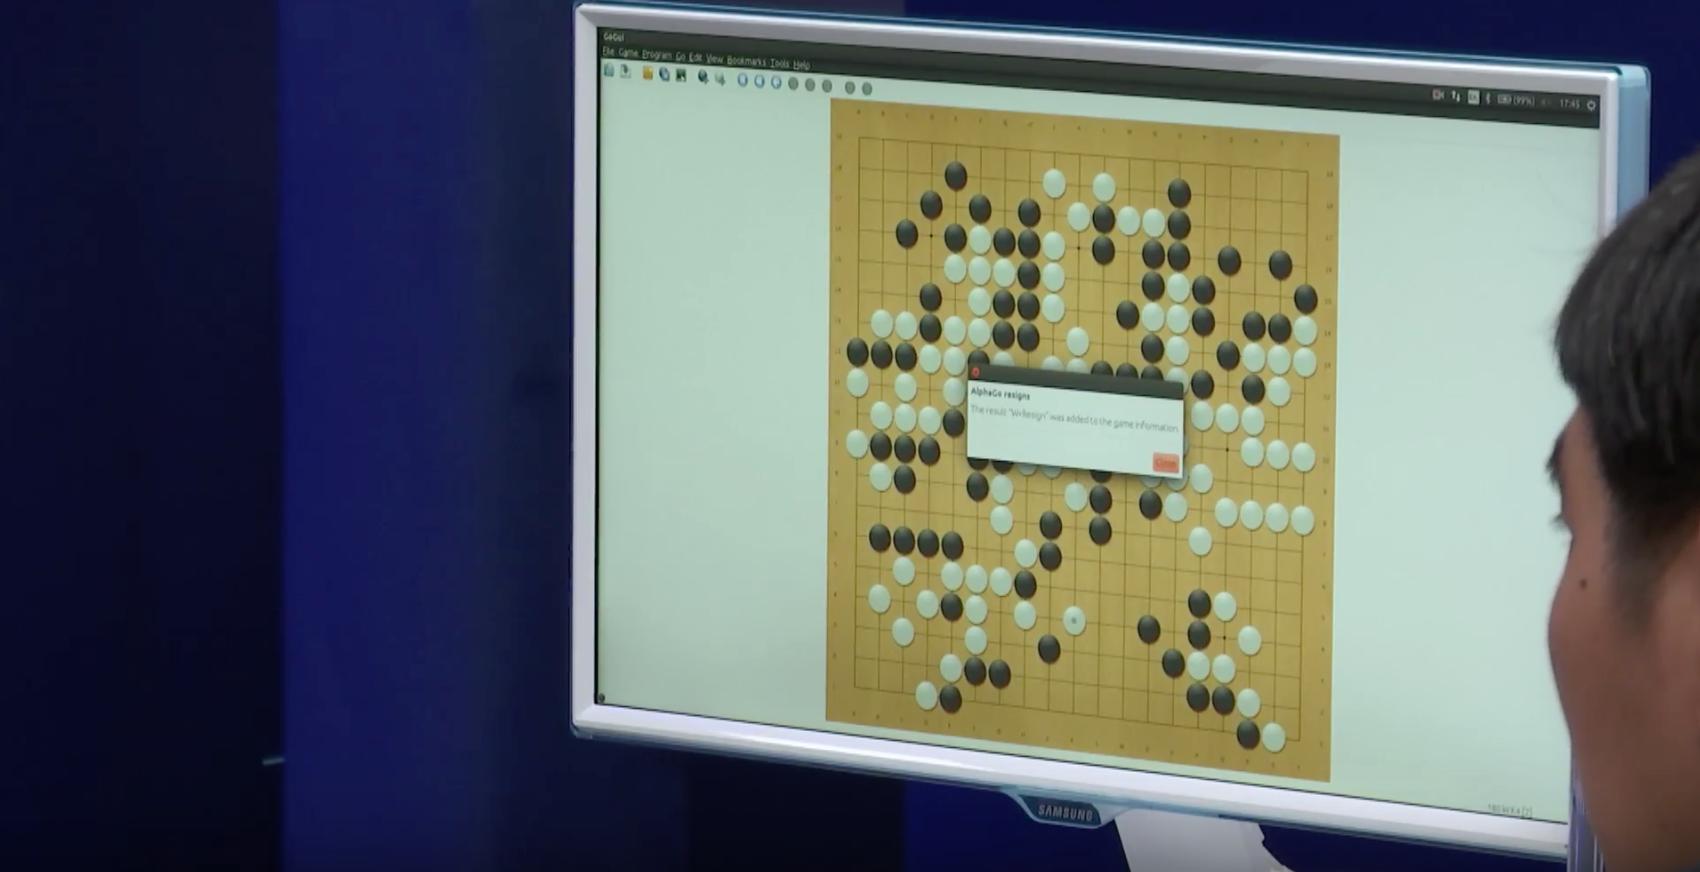 GoGui
File Game Program Go Edit View Bookmarks Tools Help
(99%) 17:45
AlphaGo resigns
The result "W+Resign" was added to the game information.
Close
SAMSUNG